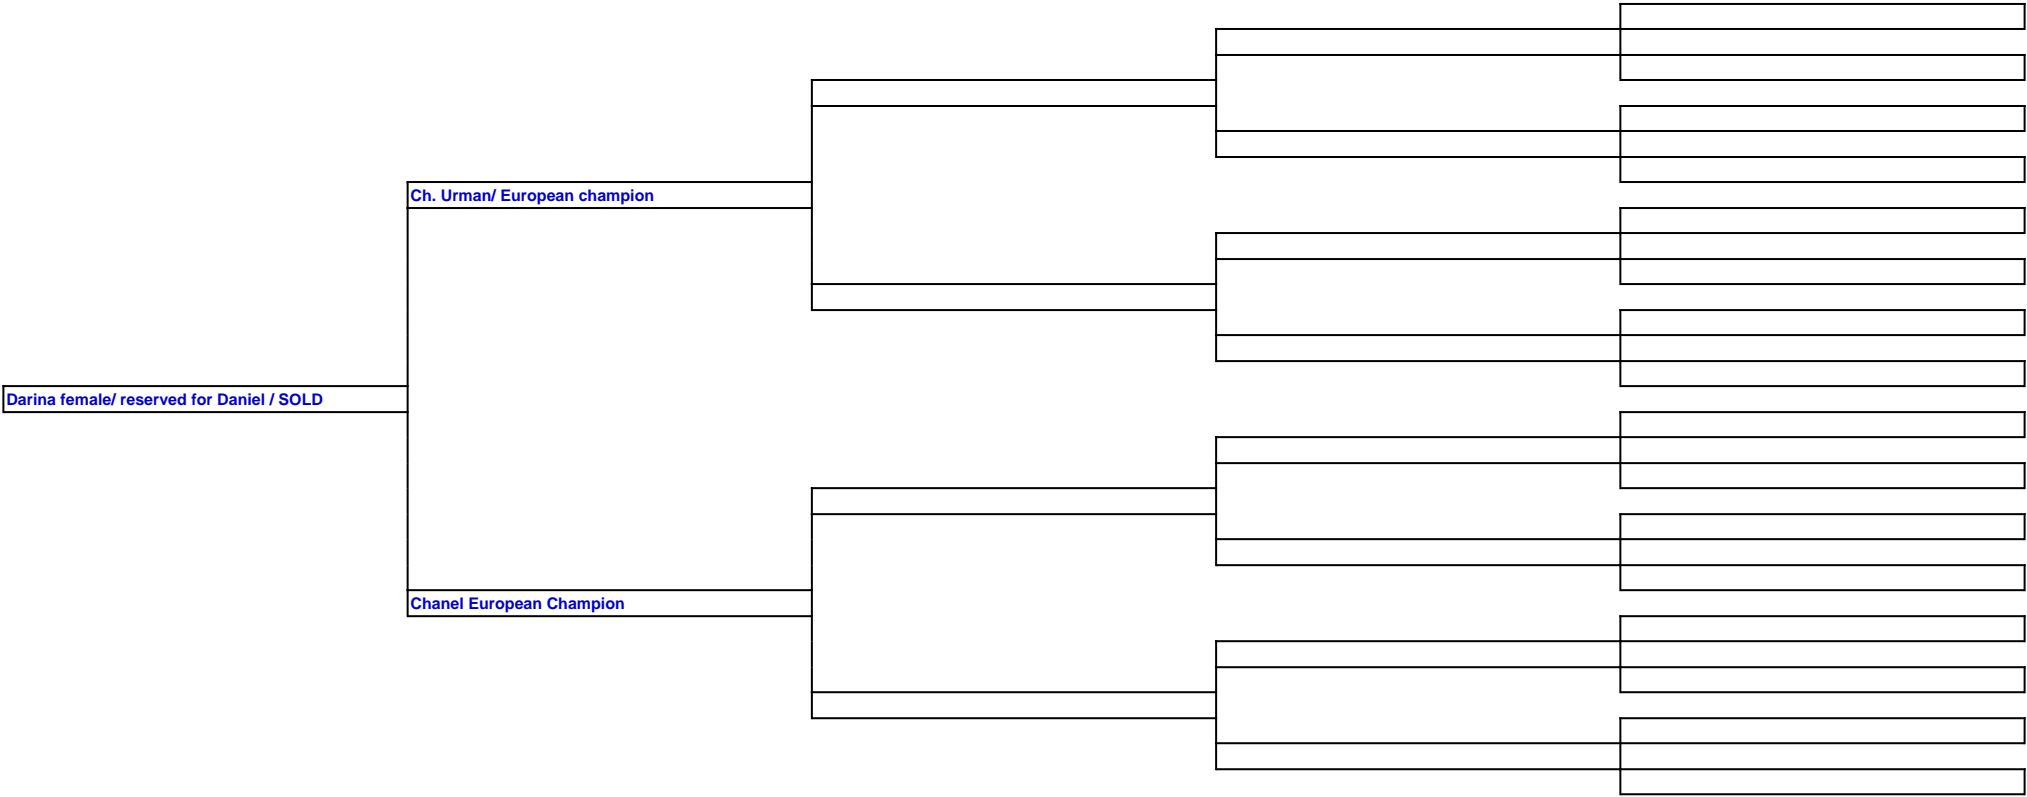 Ch. Urman/ European champion
Darina female/ reserved for Daniel / SOLD
Chanel European Champion